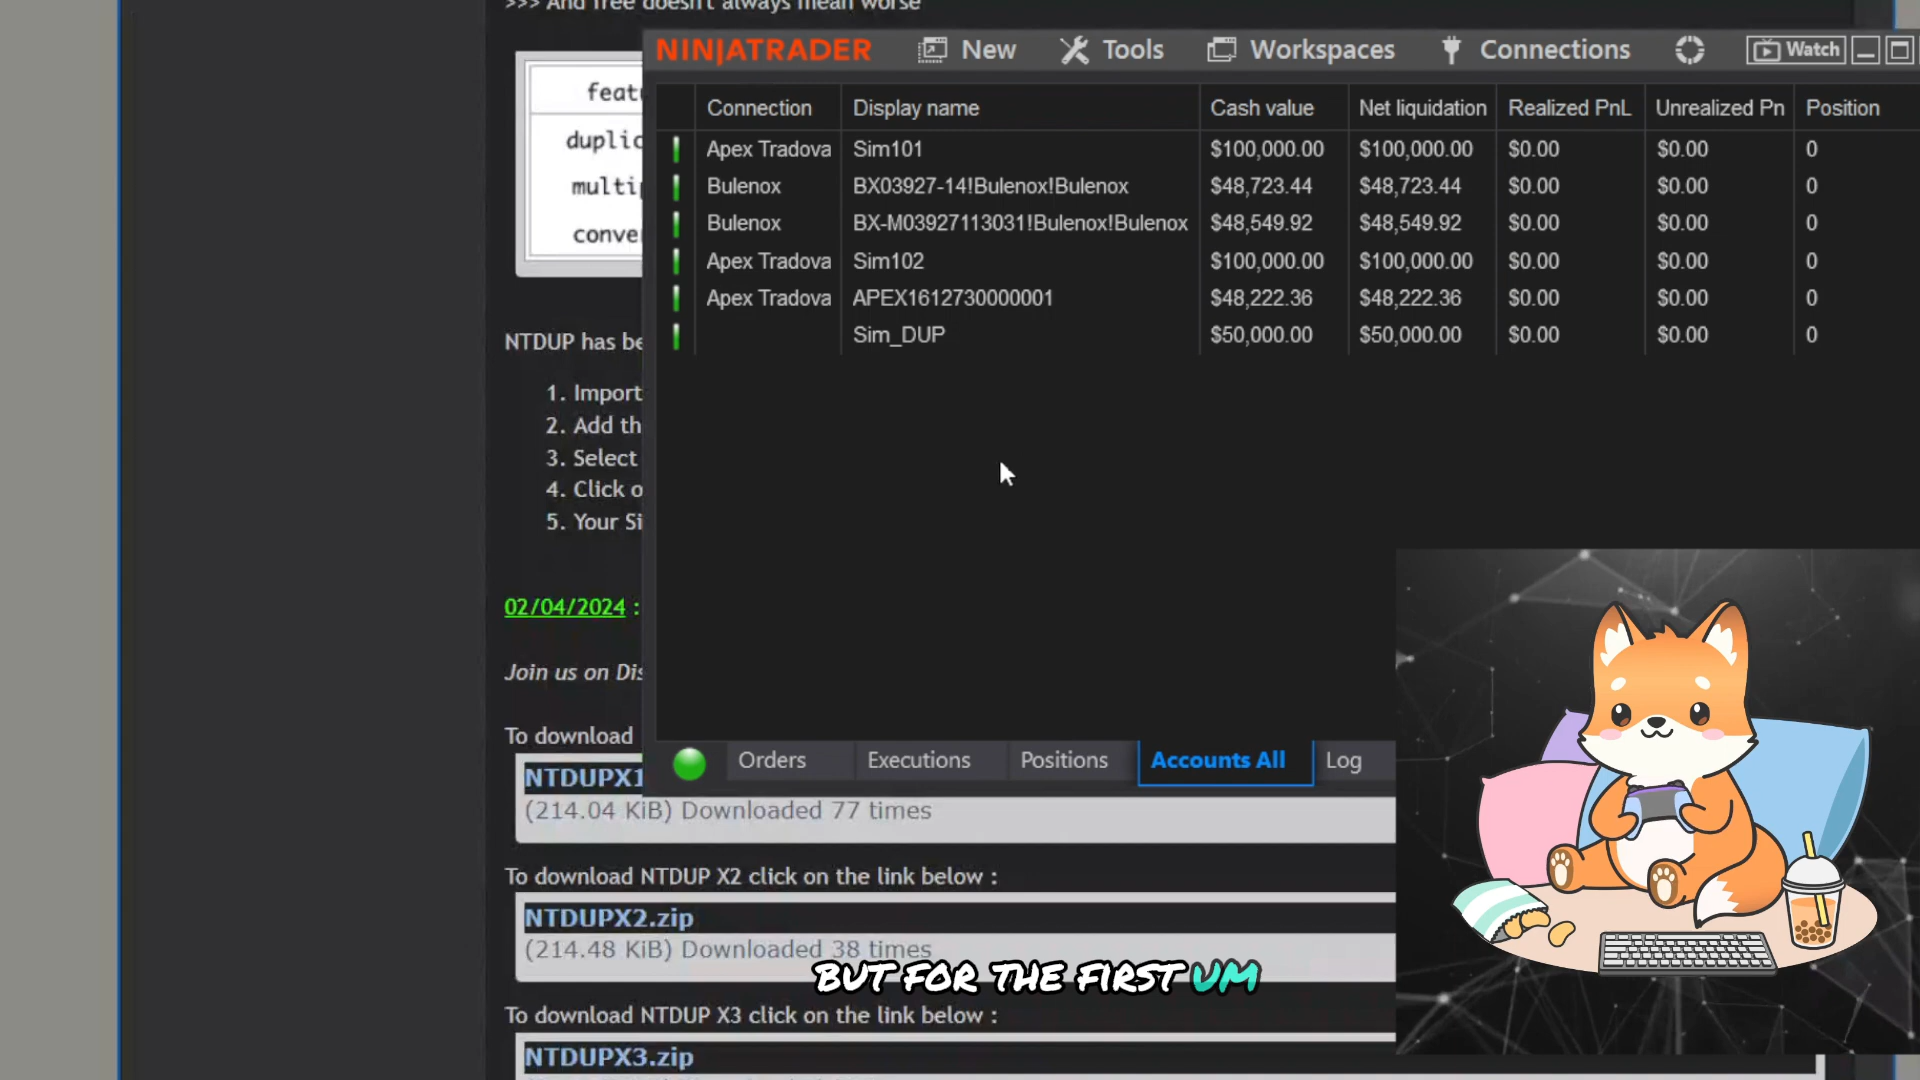 >>> And free doesn't always mean worse
NINJATRADER New Tools Workspaces Connections Watch
Connection Display name Cash value Net liquidation Realized PnL Unrealized Pn Position
Apex Tradova Sim101 $100,000.00 $100,000.00 $0.00 $0.00 0
Bulenox BX03927-14!Bulenox!Bulenox $48,723.44 $48,723.44 $0.00 $0.00 0
Bulenox BX-M03927113031!Bulenox!Bulenox $48,549.92 $48,549.92 $0.00 $0.00 0
Apex Tradova Sim102 $100,000.00 $100,000.00 $0.00 $0.00 0
Apex Tradova APEX1612730000001 $48,222.36 $48,222.36 $0.00 $0.00 0
Sim_DUP $50,000.00 $50,000.00 $0.00 $0.00 0
featu
duplic
multip
conve
NTDUP has be
1. Import
2. Add th
3. Select
4. Click o
5. Your Si
02/04/2024 :
Join us on Dis
To download
Orders Executions Positions Accounts All Log
NTDUPX1
(214.04 KiB) Downloaded 77 times
To download NTDUP X2 click on the link below :
NTDUPX2.zip
(214.48 KiB) Downloaded 38 times
BUT FOR THE FIRST UM
To download NTDUP X3 click on the link below :
NTDUPX3.zip